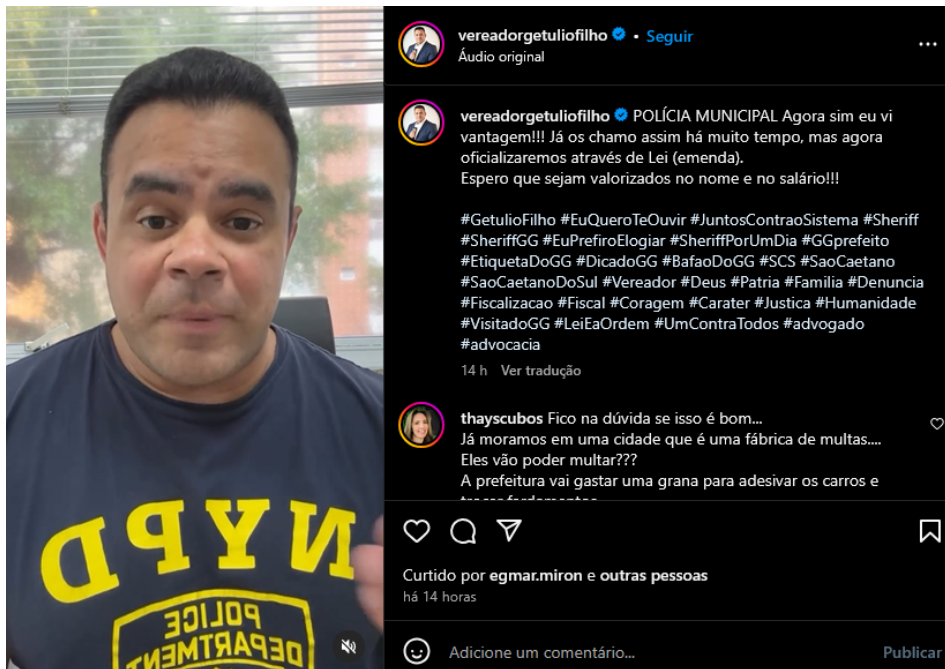 NYPD
POLICE
DEPARTMENT
vereadorgetuliofilho • Seguir
Áudio original
vereadorgetuliofilho POLÍCIA MUNICIPAL Agora sim eu vi
vantagem!!! Já os chamo assim há muito tempo, mas agora
oficializaremos através de Lei (emenda).
Espero que sejam valorizados no nome e no salário!!!
#GetulioFilho #EuQueroTeOuvir #JuntosContraoSistema #Sheriff
#SheriffGG #EuPrefiroElogiar #SheriffPorUmDia #GGprefeito
#EtiquetaDoGG #DicadoGG #BafaoDoGG #SCS #SaoCaetano
#SaoCaetanoDoSul #Vereador #Deus #Patria #Familia #Denuncia
#Fiscalizacao #Fiscal #Coragem #Carater #Justica #Humanidade
#VisitadoGG #LeiEaOrdem #UmContraTodos #advogado
#advocacia
14 h Ver tradução
thayscubos Fico na dúvida se isso é bom...
Já moramos em uma cidade que é uma fábrica de multas....
Eles vão poder multar???
A prefeitura vai gastar uma grana para adesivar os carros e
Curtido por egmar.miron e outras pessoas
há 14 horas
Adicione um comentário...
Publicar